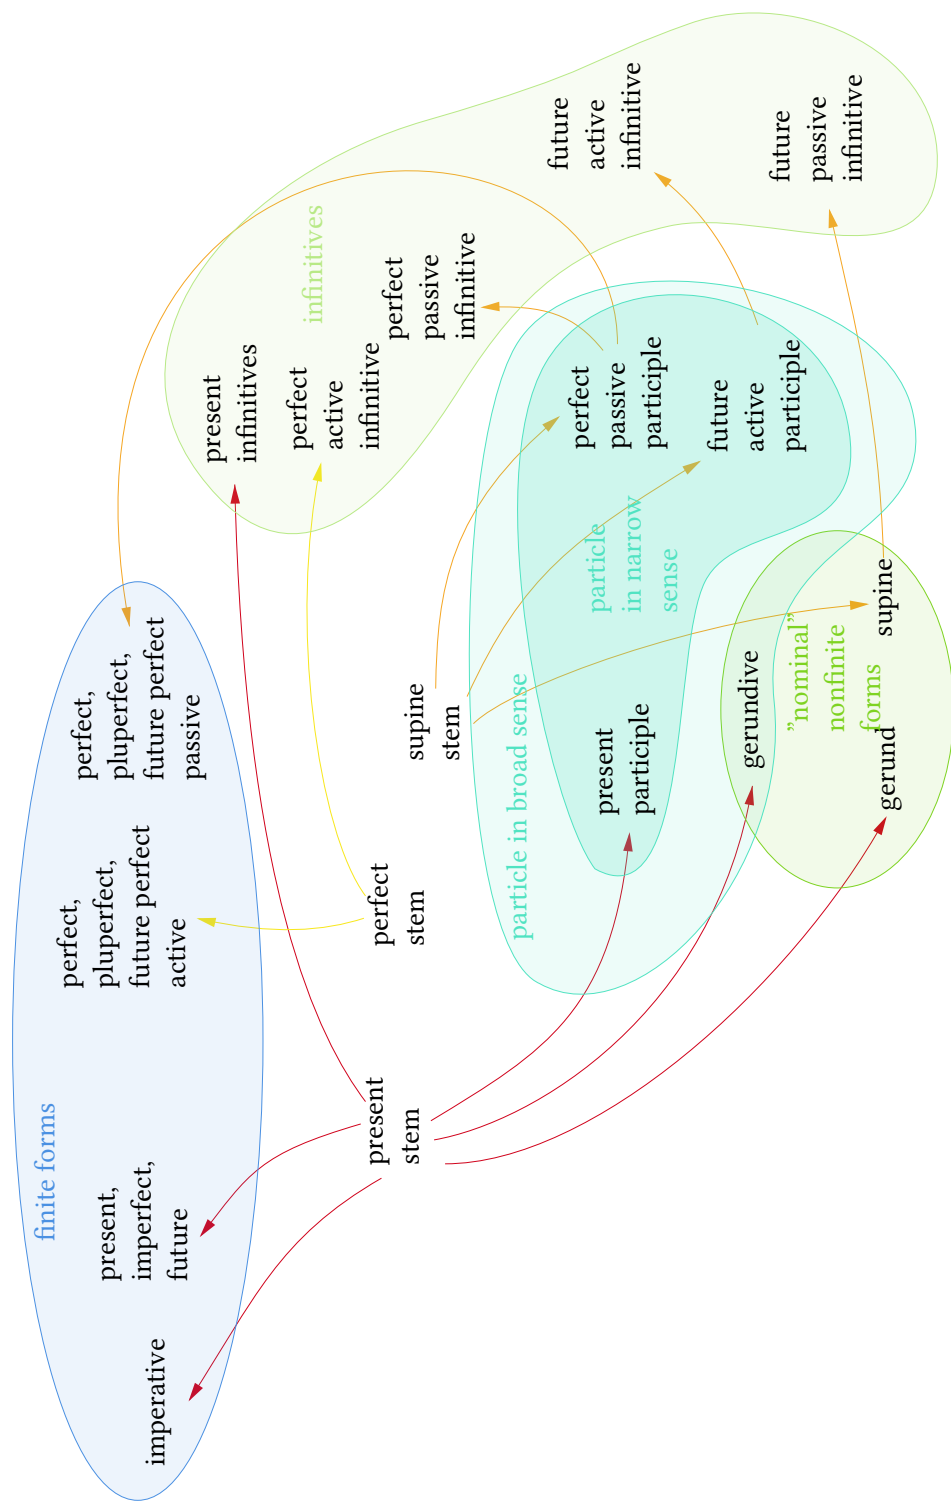 finite forms
imperative
present,
imperfect,
future
perfect,
pluperfect,
future perfect
active
perfect,
pluperfect,
future perfect
passive
present
infinitives
perfect
active
infinitive
infinitives
perfect
passive
infinitive
future
active
infinitive
future
passive
infinitive
present
stem
perfect
stem
supine
stem
particle in broad sense
particle
in narrow
sense
present
participle
perfect
passive
participle
future
active
participle
gerundive
”nominal”
nonfinite
forms
gerund
supine